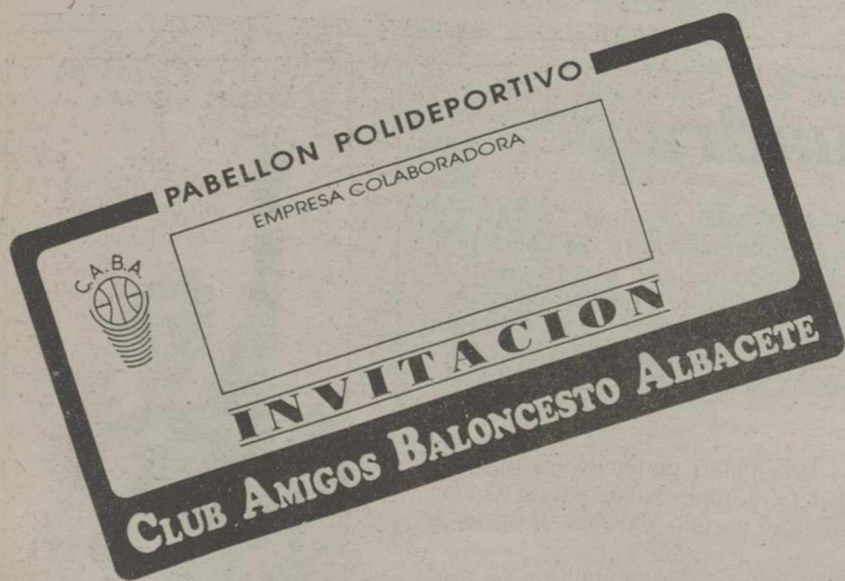 PABELLON POLIDEPORTIVO
EMPRESA COLABORADORA
C.A.B.A
INVITACION
CLUB AMIGOS BALONCESTO ALBACETE